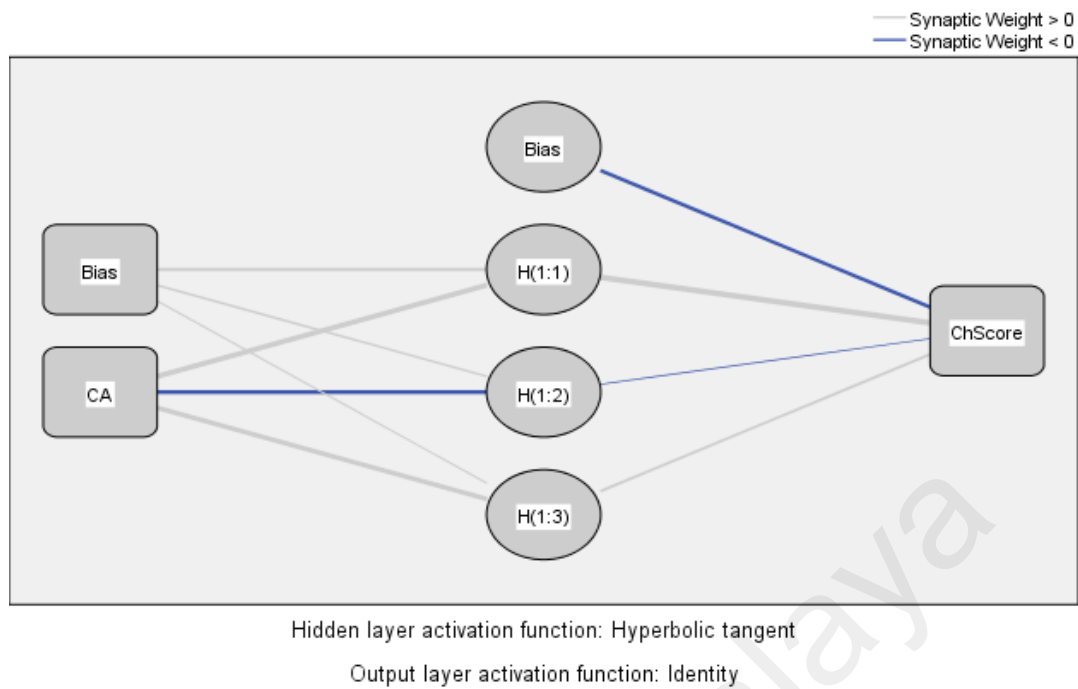 Synaptic Weight > 0
Synaptic Weight < 0
Bias
Bias
H(1:1)
CA
H(1:2)
H(1:3)
ChScore
Hidden layer activation function: Hyperbolic tangent
Output layer activation function: Identity